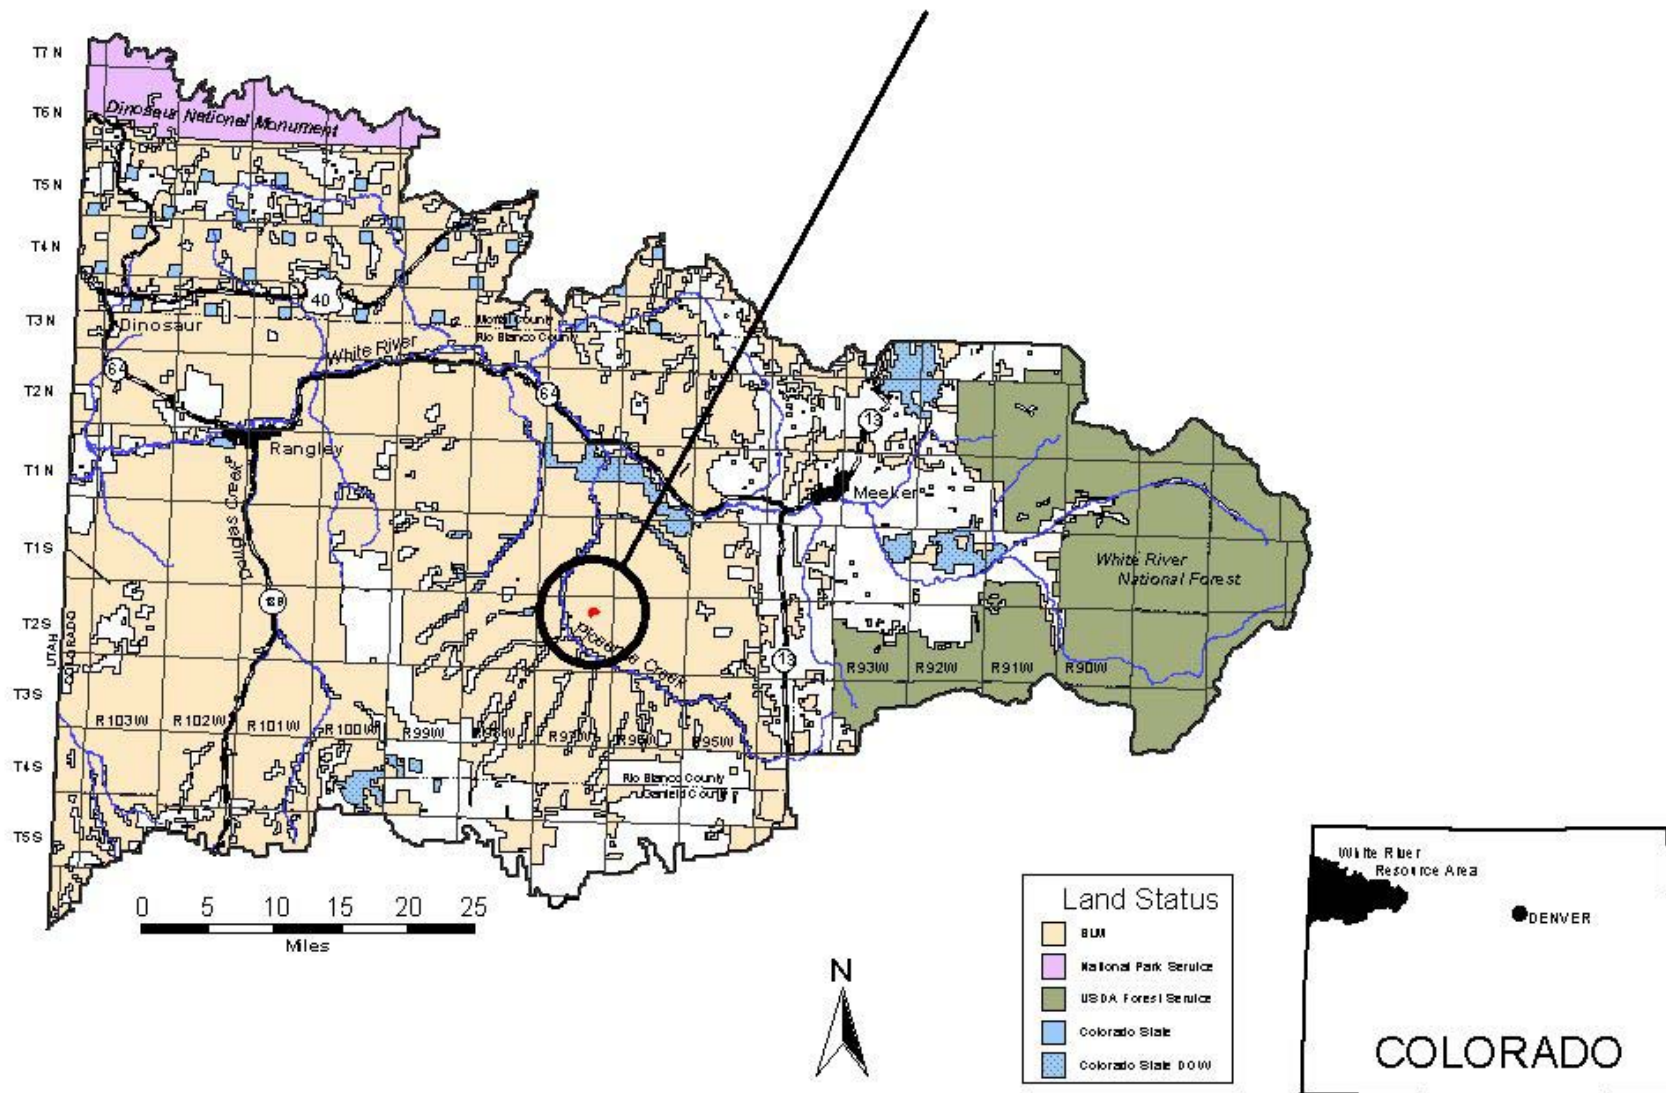 T7 N
T6 N
T5 N
T4 N
T3 N
T2 N
T1 N
T1S
T2S
T3S
T4S
T5S
Dinosaur National Monument
40
Dinosaur
Moffat County
Rio Blanco County
White River
64
64
13
Rangley
Meeker
Douglas Creek
139
White River
National Forest
UTAH
COLORADO
Piceance Creek
13
R93W
R92W
R91W
R90W
R103W
R102W
R101W
R100W
R99W
R98W
R97W
R96W
R95W
Rio Blanco County
Garfield County
0 5 10 15 20 25
Miles
N
Land Status
BLM
National Park Service
USDA Forest Service
Colorado State
Colorado State DOW
White River
Resource Area
DENVER
COLORADO